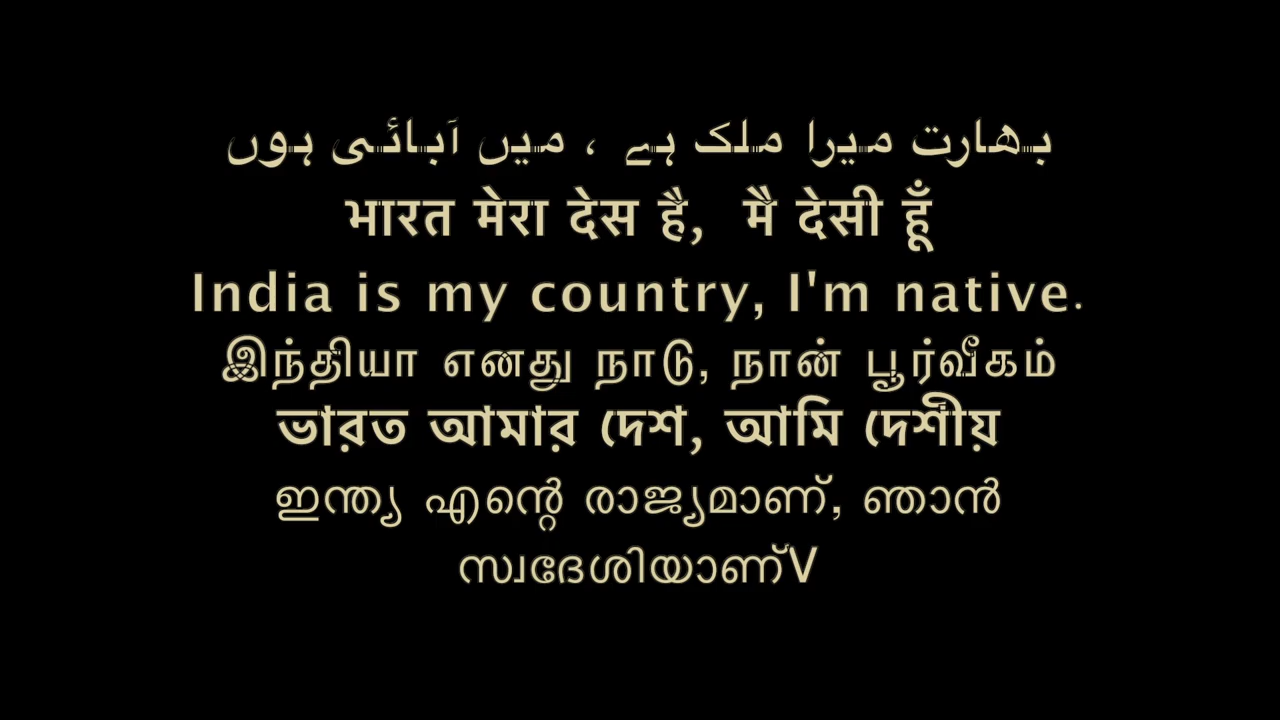 بھارت میرا ملک ہے ، میں آبائی ہوں
भारत मेरा देस है, मै देसी हूँ
India is my country, I'm native.
இந்தியா எனது நாடு, நான் பூர்வீகம்
ভারত আমার দেশ, আমি দেশীয়
ഇന്ത്യ എന്റെ രാജ്യമാണ്, ഞാൻ
സ്വദേശിയാണ്V